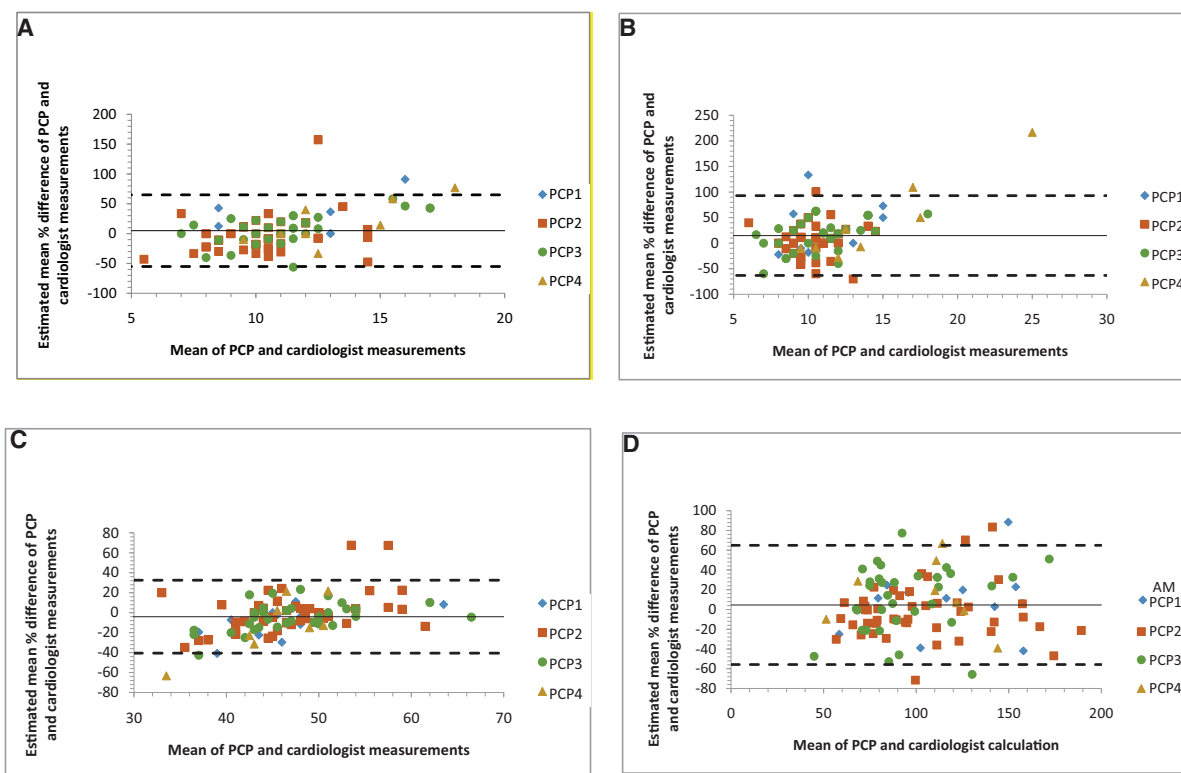 A
Estimated mean % difference of PCP and
cardiologist measurements
200
150
100
50
0
-50
-100
5
10
15
20
Mean of PCP and cardiologist measurements
PCP1
PCP2
PCP3
PCP4
B
Estimated mean % difference of PCP and
cardiologist measurements
250
200
150
100
50
0
-50
-100
5
10
15
20
25
30
Mean of PCP and cardiologist measurements
PCP1
PCP2
PCP3
PCP4
C
Estimated mean % difference of PCP
and cardiologist measurements
80
60
40
20
0
-20
-40
-60
-80
30
40
50
60
70
Mean of PCP and cardiologist measurements
PCP1
PCP2
PCP3
PCP4
D
Estimated mean % difference of PCP
and cardiologist measurements
100
80
60
40
20
0
-20
-40
-60
-80
0
50
100
150
200
Mean of PCP and cardiologist calculation
AM
PCP1
PCP2
PCP3
PCP4